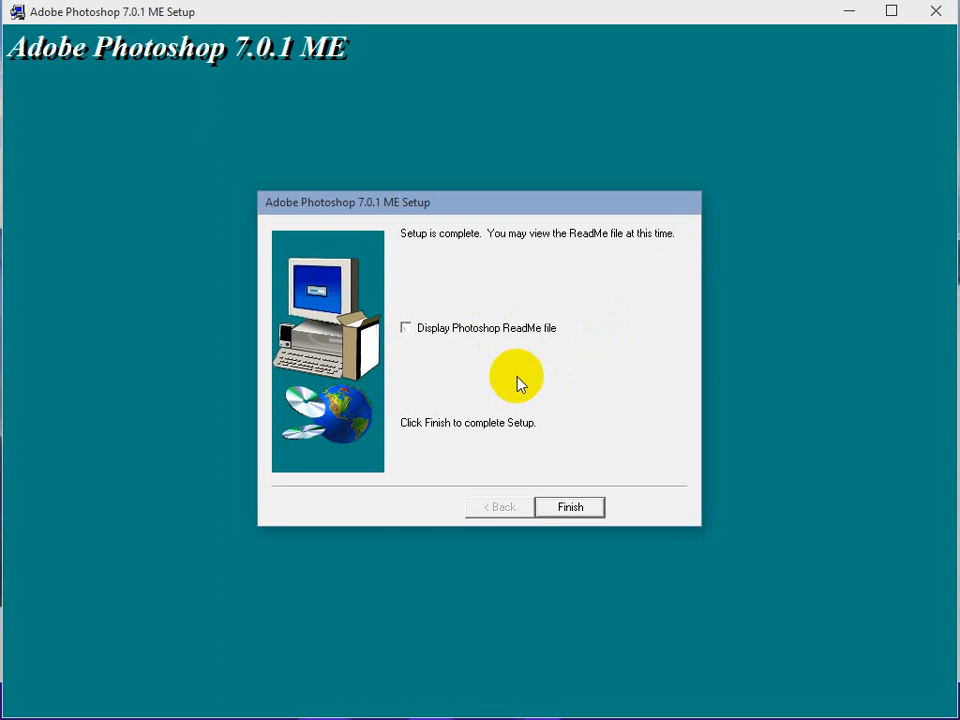 Adobe Photoshop 7.0.1 ME Setup
Adobe Photoshop 7.0.1 ME
Adobe Photoshop 7.0.1 ME Setup
Setup is complete. You may view the ReadMe file at this time.
Display Photoshop ReadMe file
Click Finish to complete Setup.
< Back
Finish